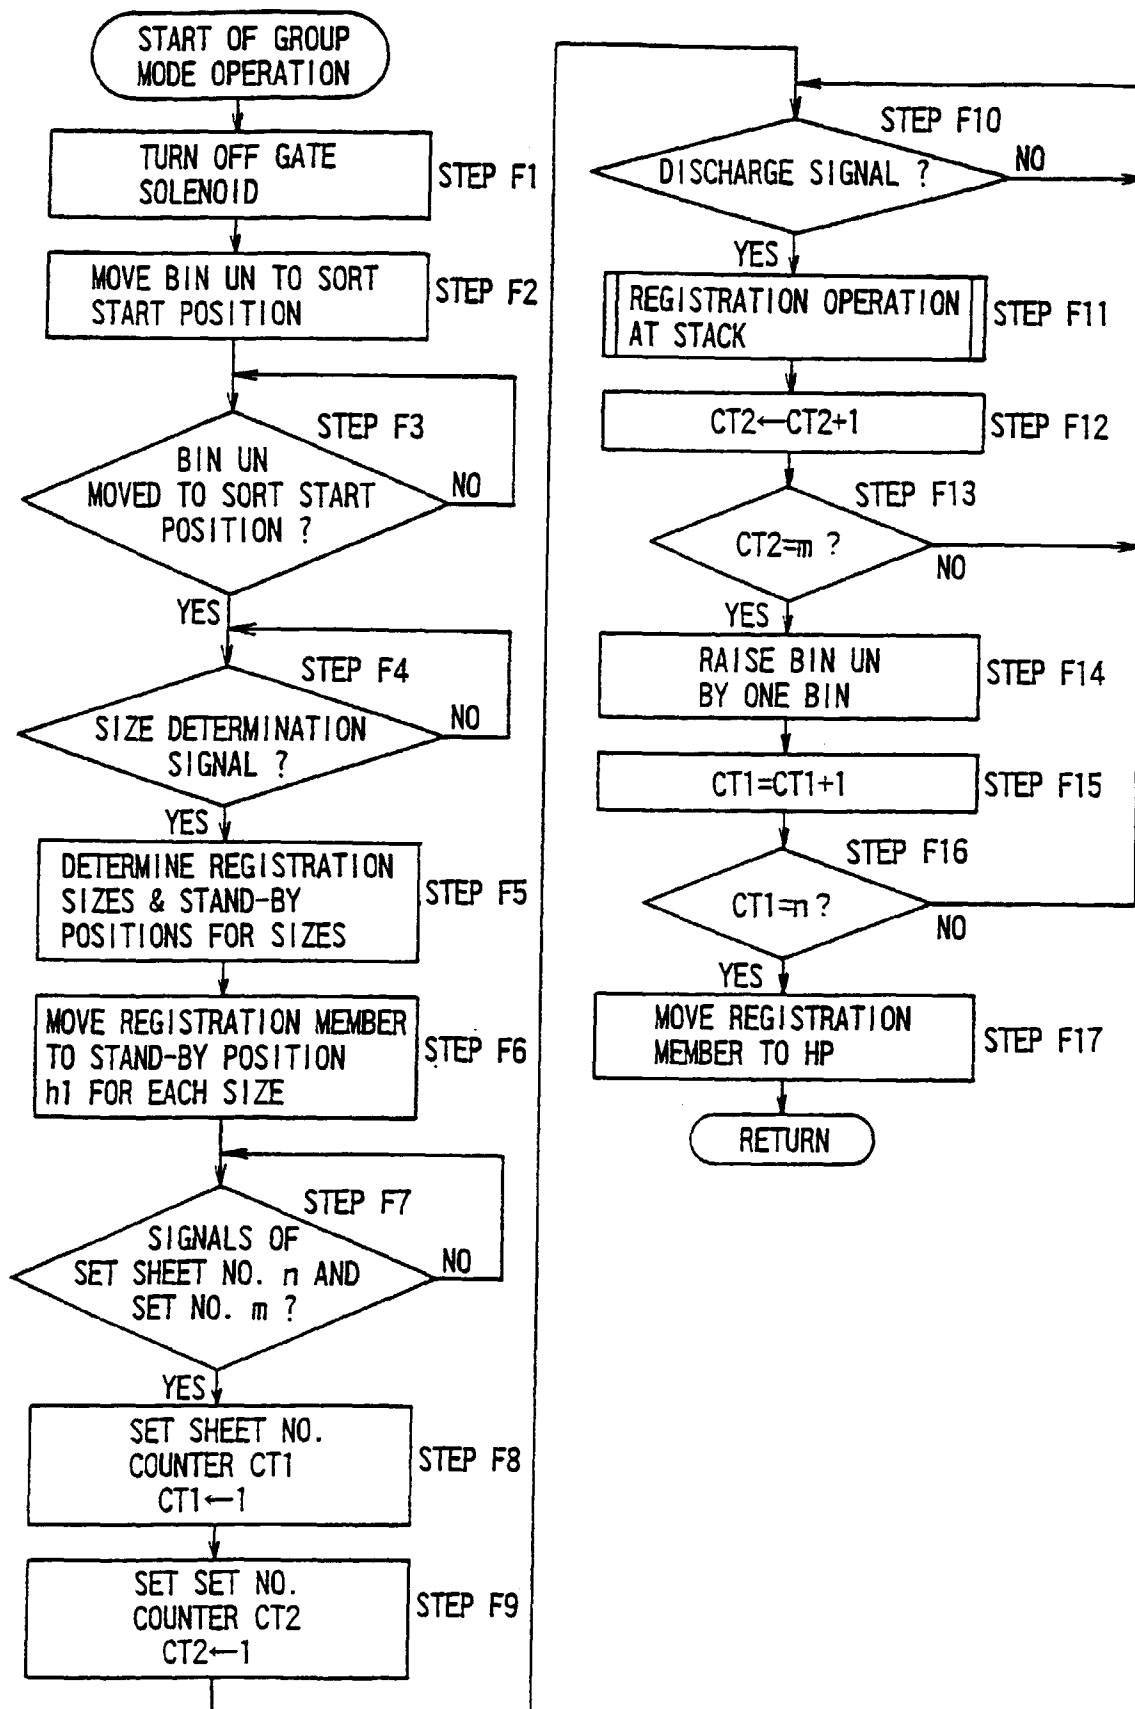 START OF GROUP
MODE OPERATION
TURN OFF GATE
SOLENOID
STEP F1
MOVE BIN UN TO SORT
START POSITION
STEP F2
STEP F3
BIN UN
MOVED TO SORT START
POSITION ?
NO
YES
STEP F4
SIZE DETERMINATION
SIGNAL ?
NO
YES
DETERMINE REGISTRATION
SIZES & STAND-BY
POSITIONS FOR SIZES
STEP F5
MOVE REGISTRATION MEMBER
TO STAND-BY POSITION
h1 FOR EACH SIZE
STEP F6
STEP F7
SIGNALS OF
SET SHEET NO. n AND
SET NO. m ?
NO
YES
SET SHEET NO.
COUNTER CT1
CT1←1
STEP F8
SET SET NO.
COUNTER CT2
CT2←1
STEP F9
STEP F10
DISCHARGE SIGNAL ?
NO
YES
REGISTRATION OPERATION
AT STACK
STEP F11
CT2←CT2+1
STEP F12
STEP F13
CT2=m ?
NO
YES
RAISE BIN UN
BY ONE BIN
STEP F14
CT1=CT1+1
STEP F15
STEP F16
CT1=n ?
NO
YES
MOVE REGISTRATION
MEMBER TO HP
STEP F17
RETURN